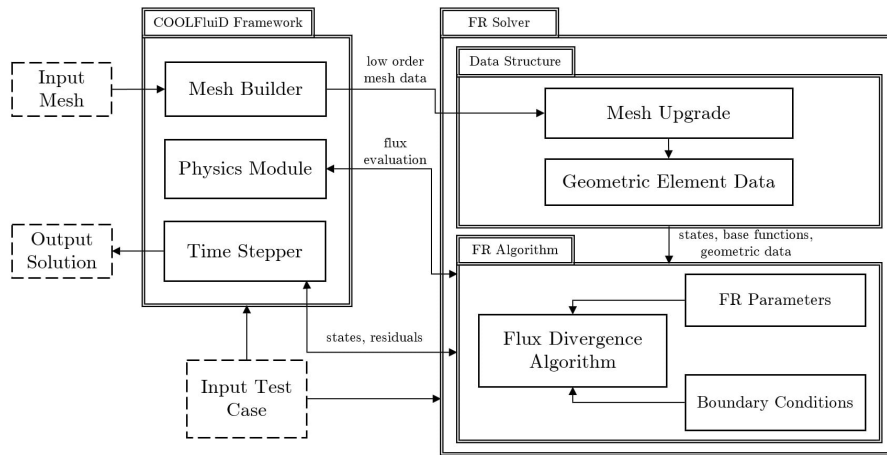 COOLFluiD Framework
FR Solver
Input
Mesh
Mesh Builder
low order
mesh data
Data Structure
Mesh Upgrade
Physics Module
flux
evaluation
Geometric Element Data
Output
Solution
Time Stepper
states, base functions,
geometric data
FR Algorithm
FR Parameters
states, residuals
Flux Divergence
Algorithm
Input Test
Case
Boundary Conditions